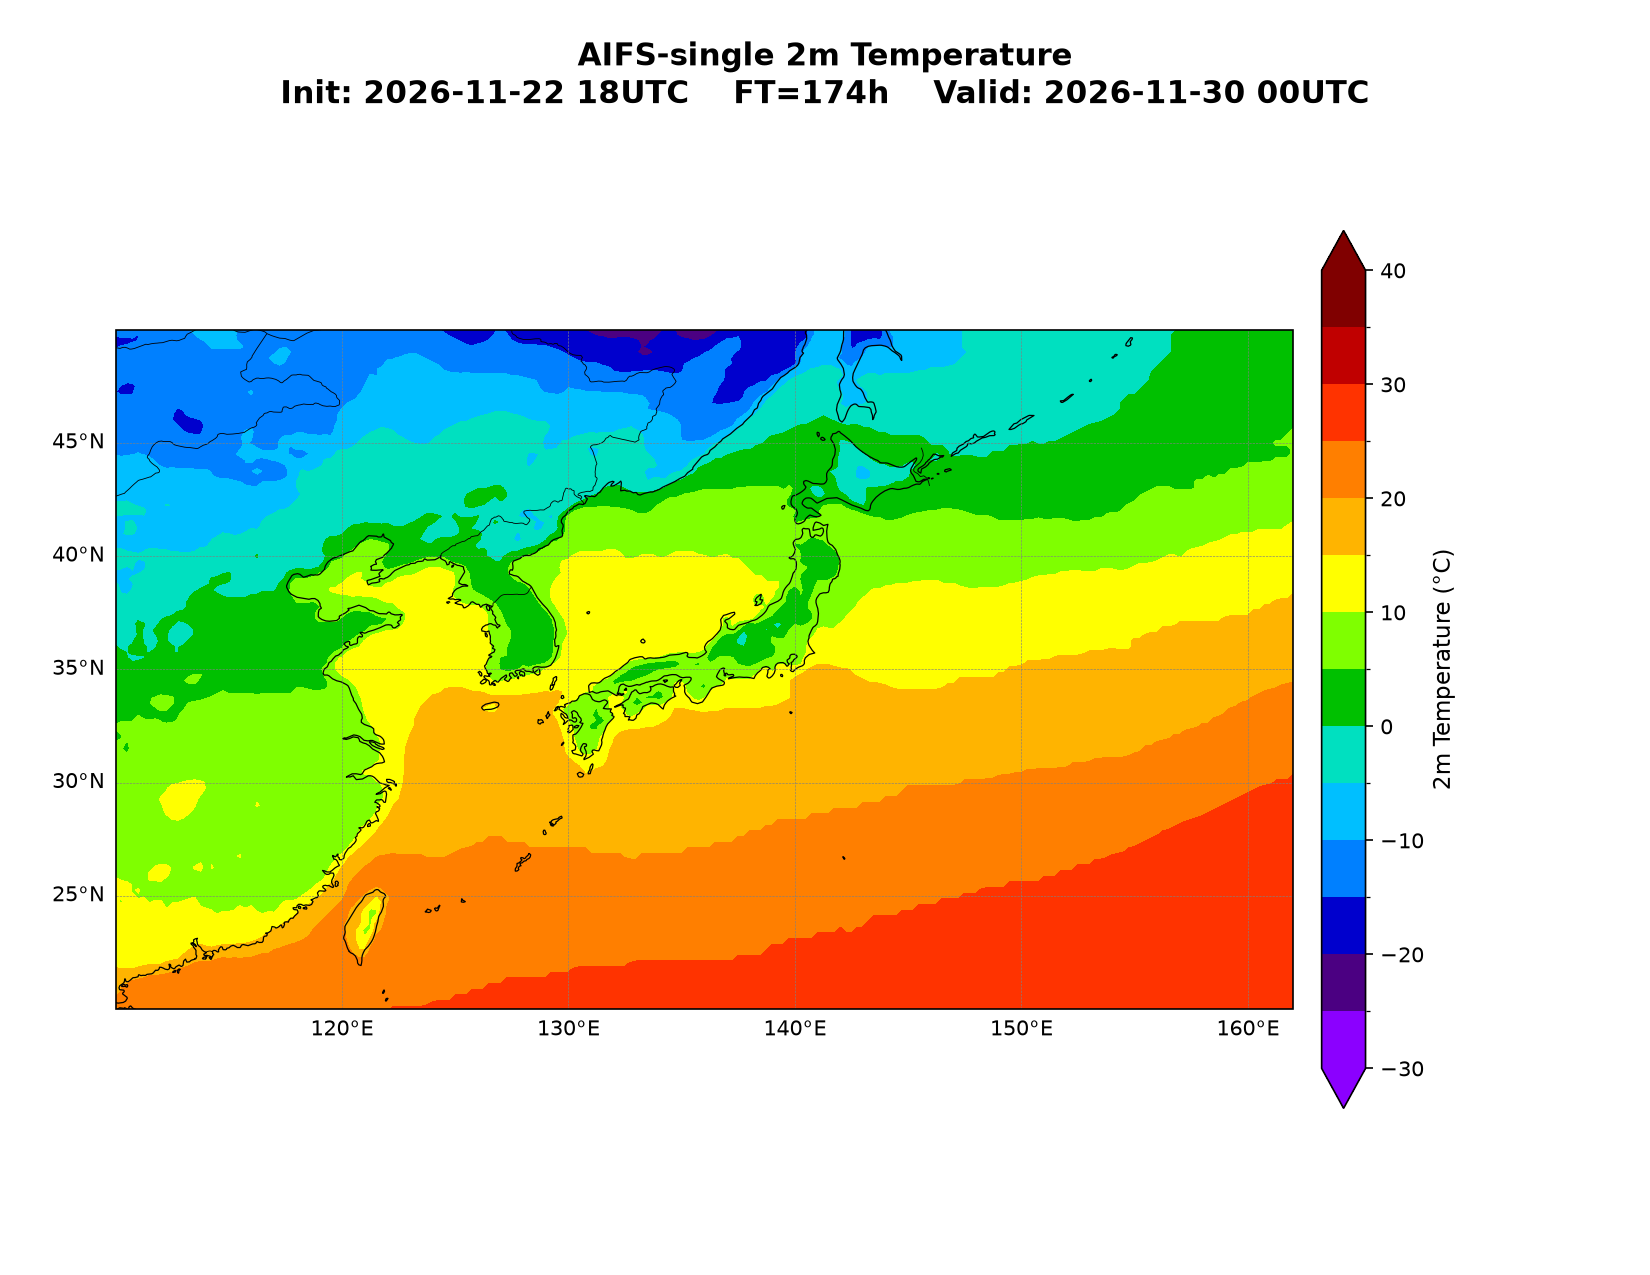 AIFS-single 2m Temperature
Init: 2026-11-22 18UTC    FT=174h    Valid: 2026-11-30 00UTC
45°N
40°N
35°N
30°N
25°N
120°E
130°E
140°E
150°E
160°E
40
30
20
10
0
−10
−20
−30
2m Temperature (°C)